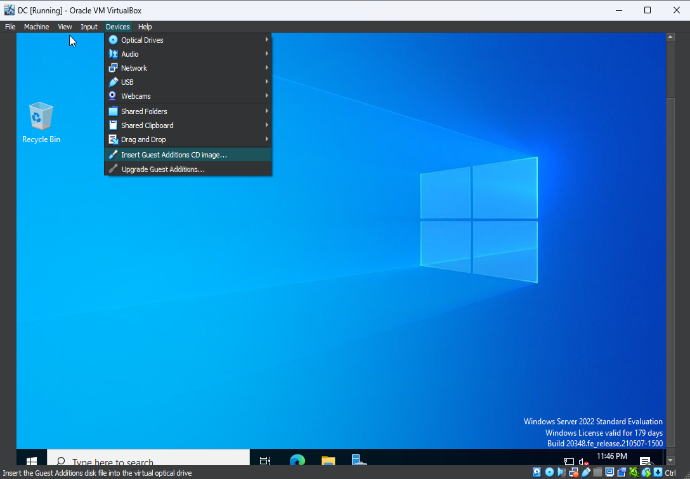 DC [Running] - Oracle VM VirtualBox
File Machine View Input Devices Help
Optical Drives
Audio
Network
USB
Webcams
Shared Folders
Shared Clipboard
Drag and Drop
Insert Guest Additions CD image...
Upgrade Guest Additions...
Recycle Bin
Windows Server 2022 Standard Evaluation
Windows License valid for 179 days
Build 20348.fe_release.210507-1500
Type here to search
11:46 PM
Insert the Guest Additions disk file into the virtual optical drive
Ctrl